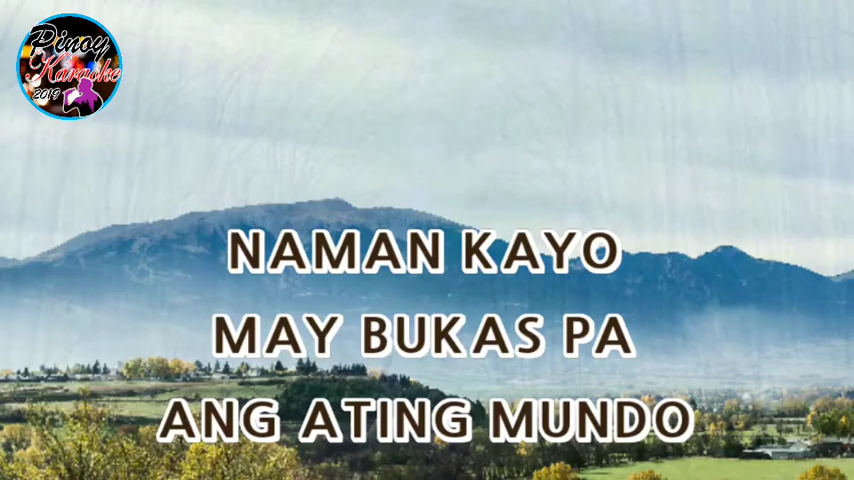 Pinoy
Karaoke
2019
NAMAN KAYO
MAY BUKAS PA
ANG ATING MUNDO